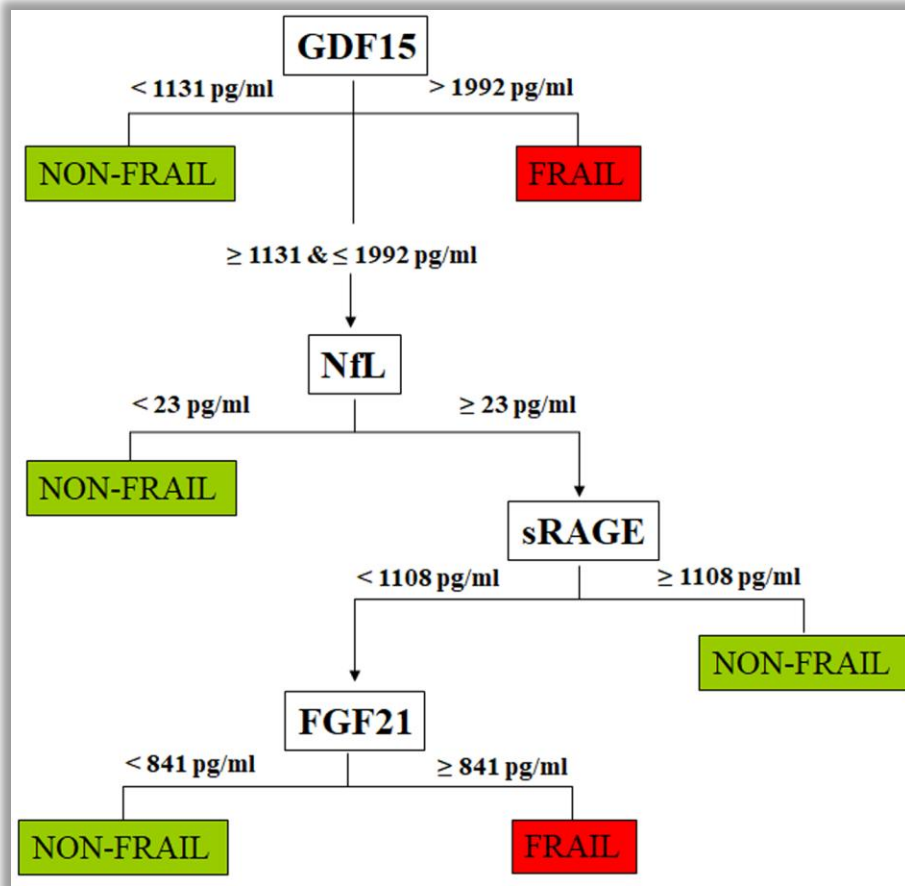 GDF15
< 1131 pg/ml
> 1992 pg/ml
NON-FRAIL
FRAIL
≥ 1131 & ≤ 1992 pg/ml
NfL
< 23 pg/ml
≥ 23 pg/ml
NON-FRAIL
sRAGE
< 1108 pg/ml
≥ 1108 pg/ml
NON-FRAIL
FGF21
< 841 pg/ml
≥ 841 pg/ml
NON-FRAIL
FRAIL